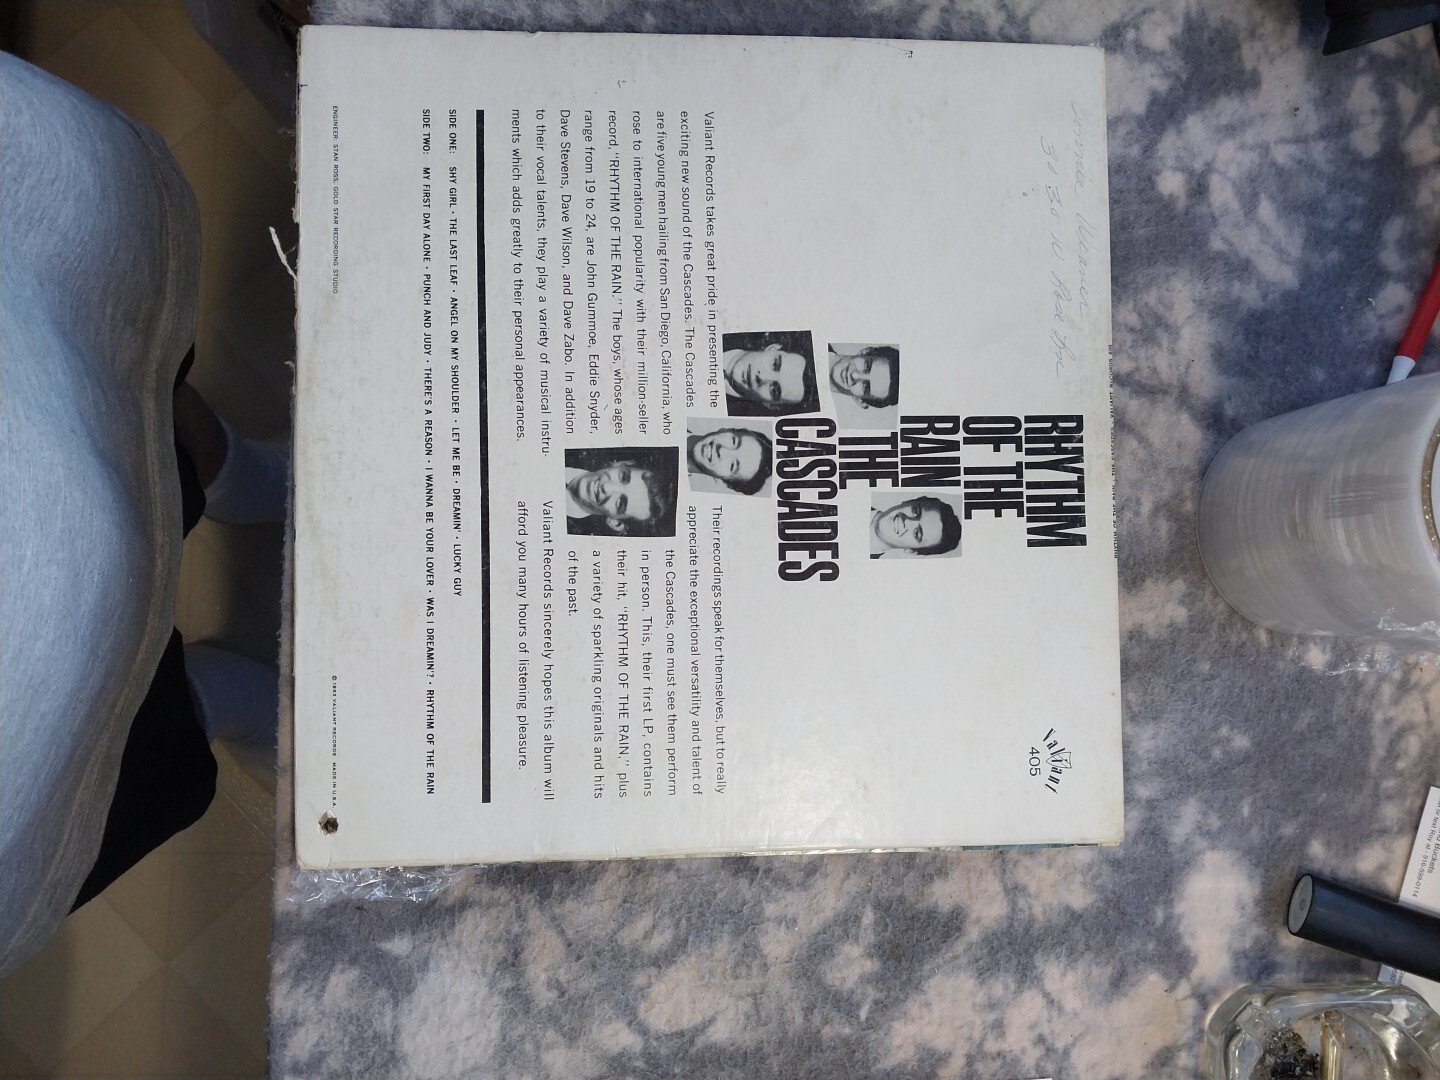 RHYTHM
OF THE
RAIN
THE
CASCADES
Valiant
405
Valiant Records takes great pride in presenting the
exciting new sound of the Cascades. The Cascades
are five young men hailing from San Diego, California, who
rose to international popularity with their million-seller
record, "RHYTHM OF THE RAIN." The boys, whose ages
range from 19 to 24, are John Gummoe, Eddie Snyder,
Dave Stevens, Dave Wilson, and Dave Zabo. In addition
to their vocal talents, they play a variety of musical instru-
ments which adds greatly to their personal appearances.
Their recordings speak for themselves, but to really
appreciate the exceptional versatility and talent of
the Cascades, one must see them perform
in person. This, their first LP, contains
their hit, "RHYTHM OF THE RAIN," plus
a variety of sparkling originals and hits
of the past.
Valiant Records sincerely hopes this album will
afford you many hours of listening pleasure.
SIDE ONE: SHY GIRL · THE LAST LEAF · ANGEL ON MY SHOULDER · LET ME BE · DREAMIN' · LUCKY GUY
SIDE TWO: MY FIRST DAY ALONE · PUNCH AND JUDY · THERE'S A REASON · I WANNA BE YOUR LOVER · WAS I DREAMIN'? · RHYTHM OF THE RAIN
ENGINEER: STAN ROSS, GOLD STAR RECORDING STUDIO
© 1963 VALIANT RECORDS MADE IN U.S.A.
Buckets
or text Roy at: 916-599-0114